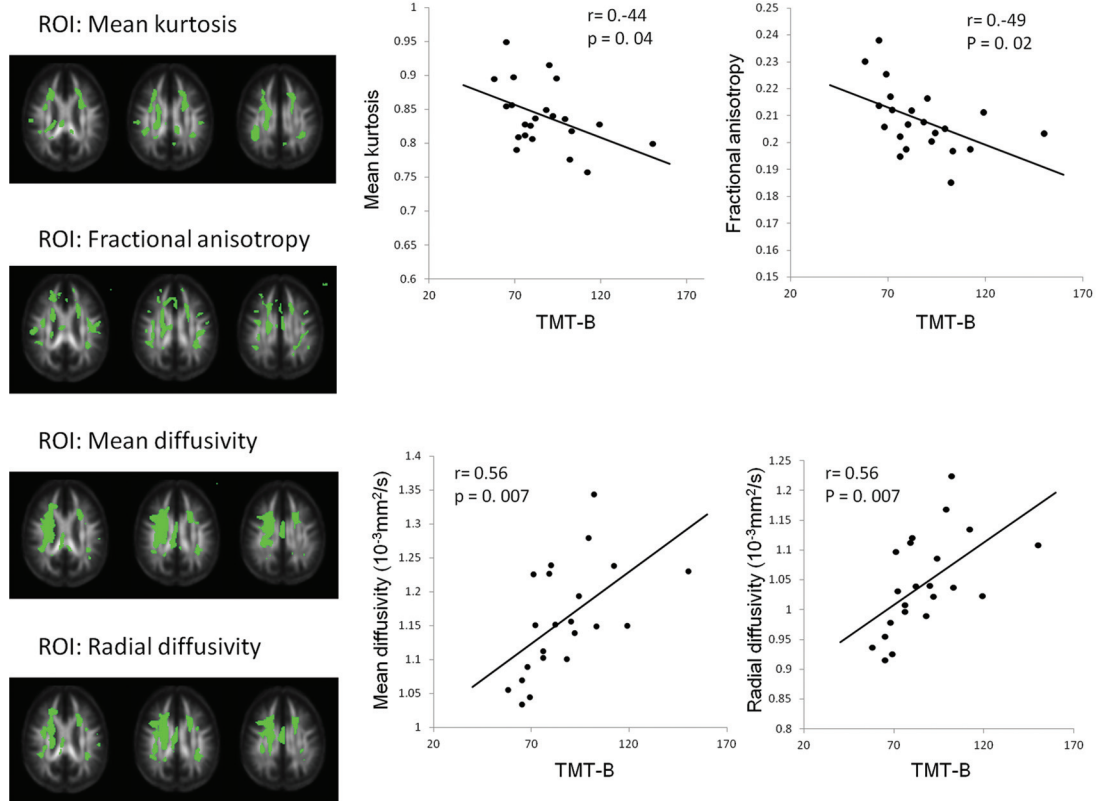 ROI: Mean kurtosis
ROI: Fractional anisotropy
ROI: Mean diffusivity
ROI: Radial diffusivity
r= 0.-44
p = 0. 04
Mean kurtosis
1
0.95
0.9
0.85
0.8
0.75
0.7
0.65
0.6
20 70 120 170
TMT-B
r= 0.-49
P = 0. 02
Fractional anisotropy
0.25
0.24
0.23
0.22
0.21
0.2
0.19
0.18
0.17
0.16
0.15
20 70 120 170
TMT-B
r= 0.56
p = 0. 007
Mean diffusivity (10⁻³mm²/s)
1.4
1.35
1.3
1.25
1.2
1.15
1.1
1.05
1
20 70 120 170
TMT-B
r= 0.56
P = 0. 007
Radial diffusivity (10⁻³mm²/s)
1.25
1.2
1.15
1.1
1.05
1
0.95
0.9
0.85
0.8
20 70 120 170
TMT-B